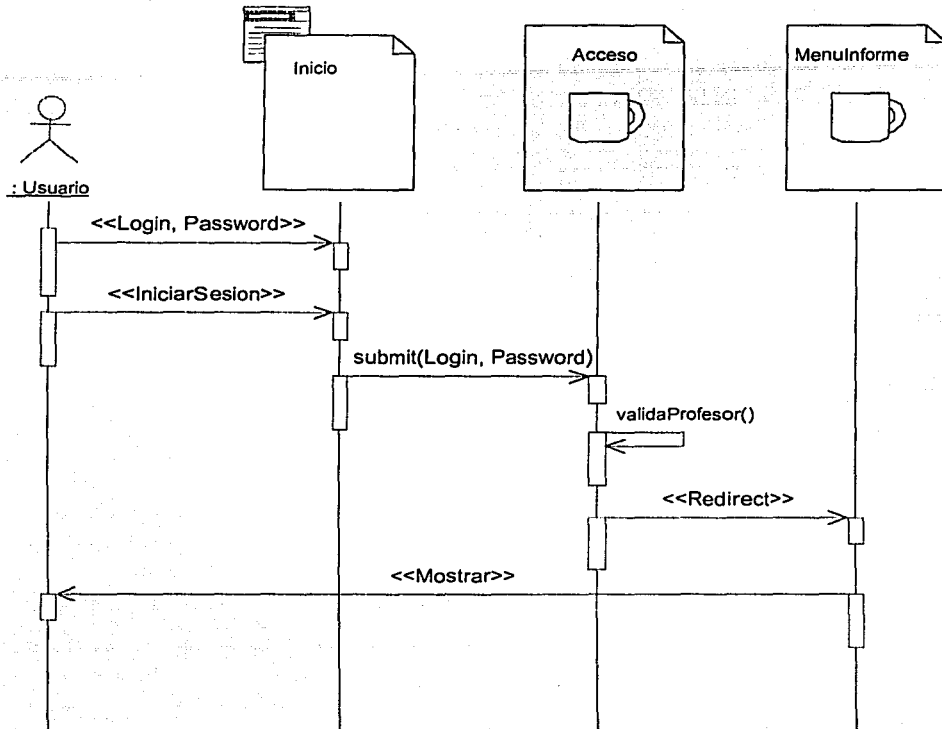 Inicio
Acceso
MenuInforme
: Usuario
<<Login, Password>>
<<IniciarSesion>>
submit(Login, Password)
validaProfesor()
<<Redirect>>
<<Mostrar>>